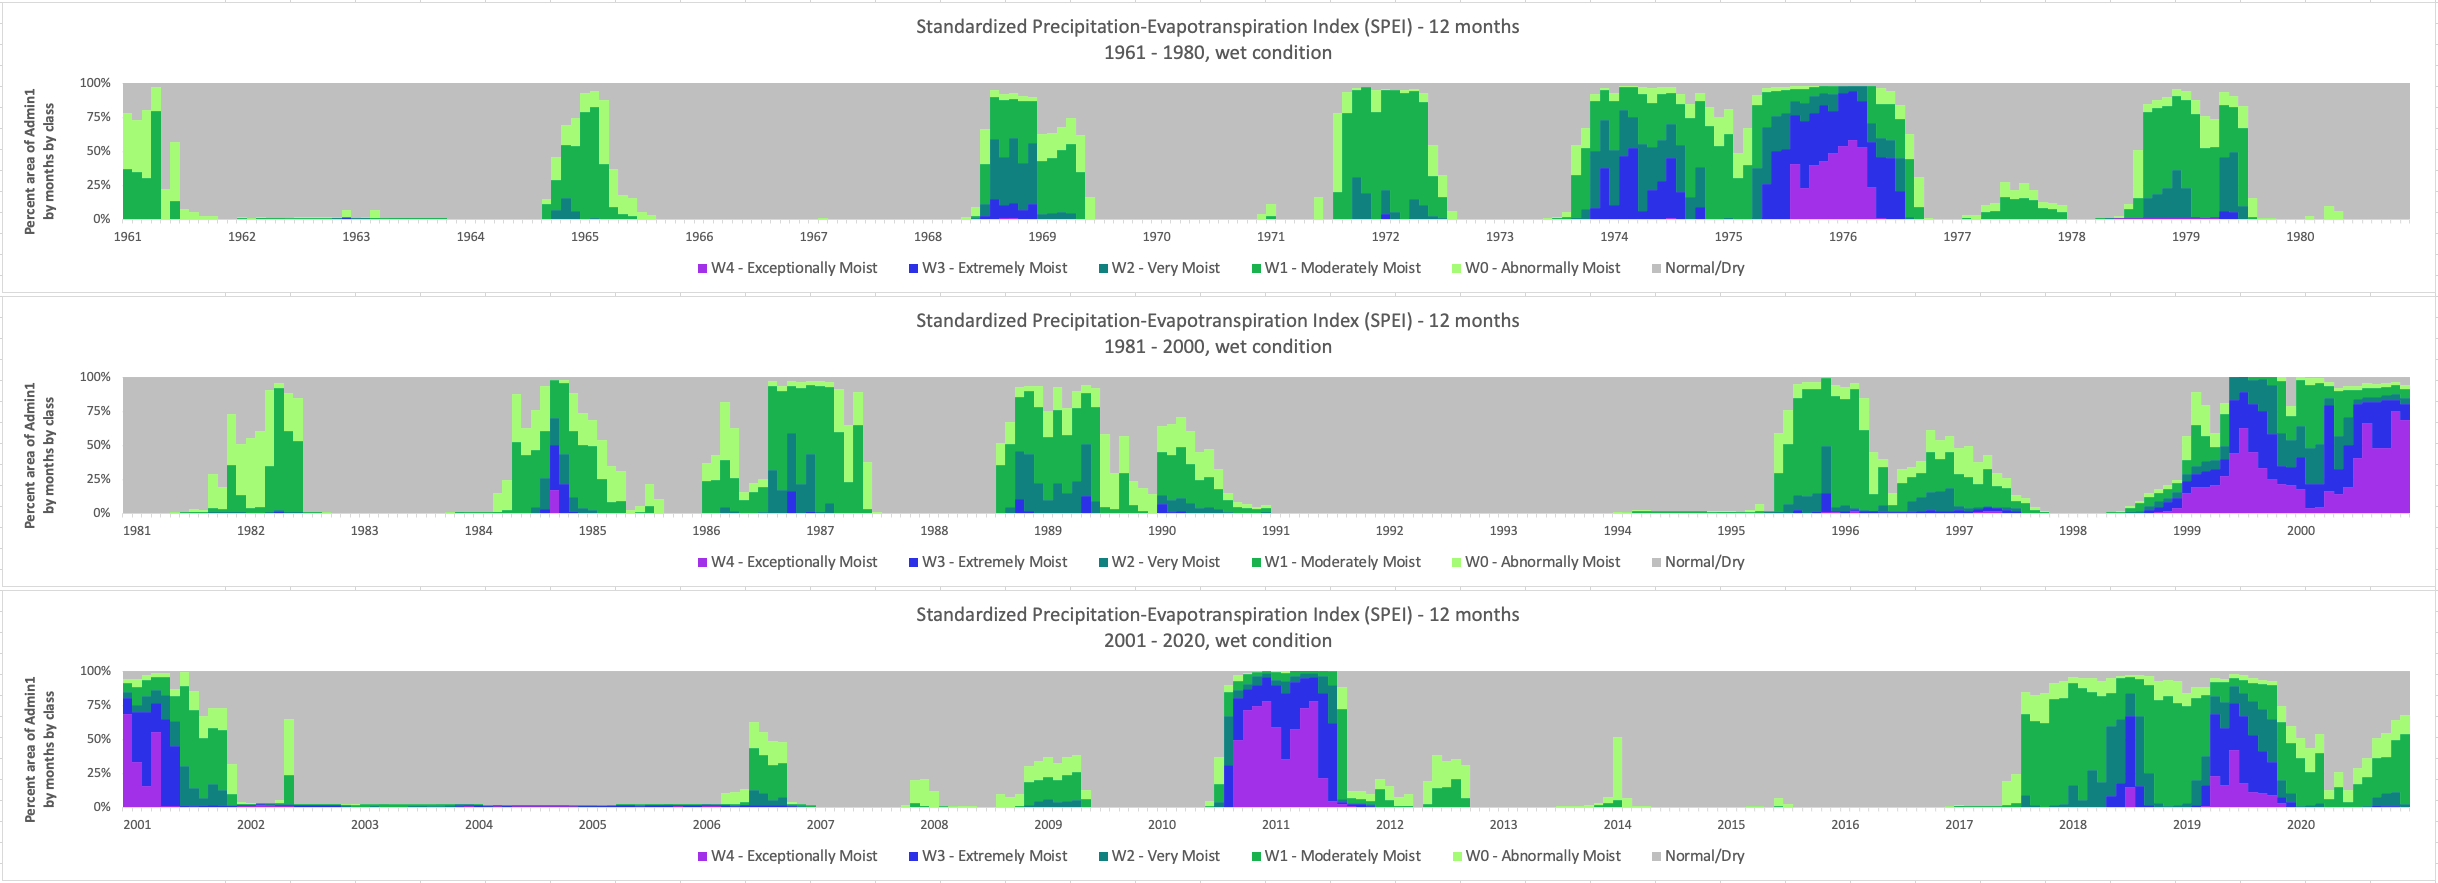 Standardized Precipitation-Evapotranspiration Index (SPEI) - 12 months
1961 - 1980, wet condition
Percent area of Admin1
by months by class
100%
75%
50%
25%
0%
1961 1962 1963 1964 1965 1966 1967 1968 1969 1970 1971 1972 1973 1974 1975 1976 1977 1978 1979 1980
W4 - Exceptionally Moist W3 - Extremely Moist W2 - Very Moist W1 - Moderately Moist W0 - Abnormally Moist Normal/Dry
Standardized Precipitation-Evapotranspiration Index (SPEI) - 12 months
1981 - 2000, wet condition
Percent area of Admin1
by months by class
100%
75%
50%
25%
0%
1981 1982 1983 1984 1985 1986 1987 1988 1989 1990 1991 1992 1993 1994 1995 1996 1997 1998 1999 2000
W4 - Exceptionally Moist W3 - Extremely Moist W2 - Very Moist W1 - Moderately Moist W0 - Abnormally Moist Normal/Dry
Standardized Precipitation-Evapotranspiration Index (SPEI) - 12 months
2001 - 2020, wet condition
Percent area of Admin1
by months by class
100%
75%
50%
25%
0%
2001 2002 2003 2004 2005 2006 2007 2008 2009 2010 2011 2012 2013 2014 2015 2016 2017 2018 2019 2020
W4 - Exceptionally Moist W3 - Extremely Moist W2 - Very Moist W1 - Moderately Moist W0 - Abnormally Moist Normal/Dry